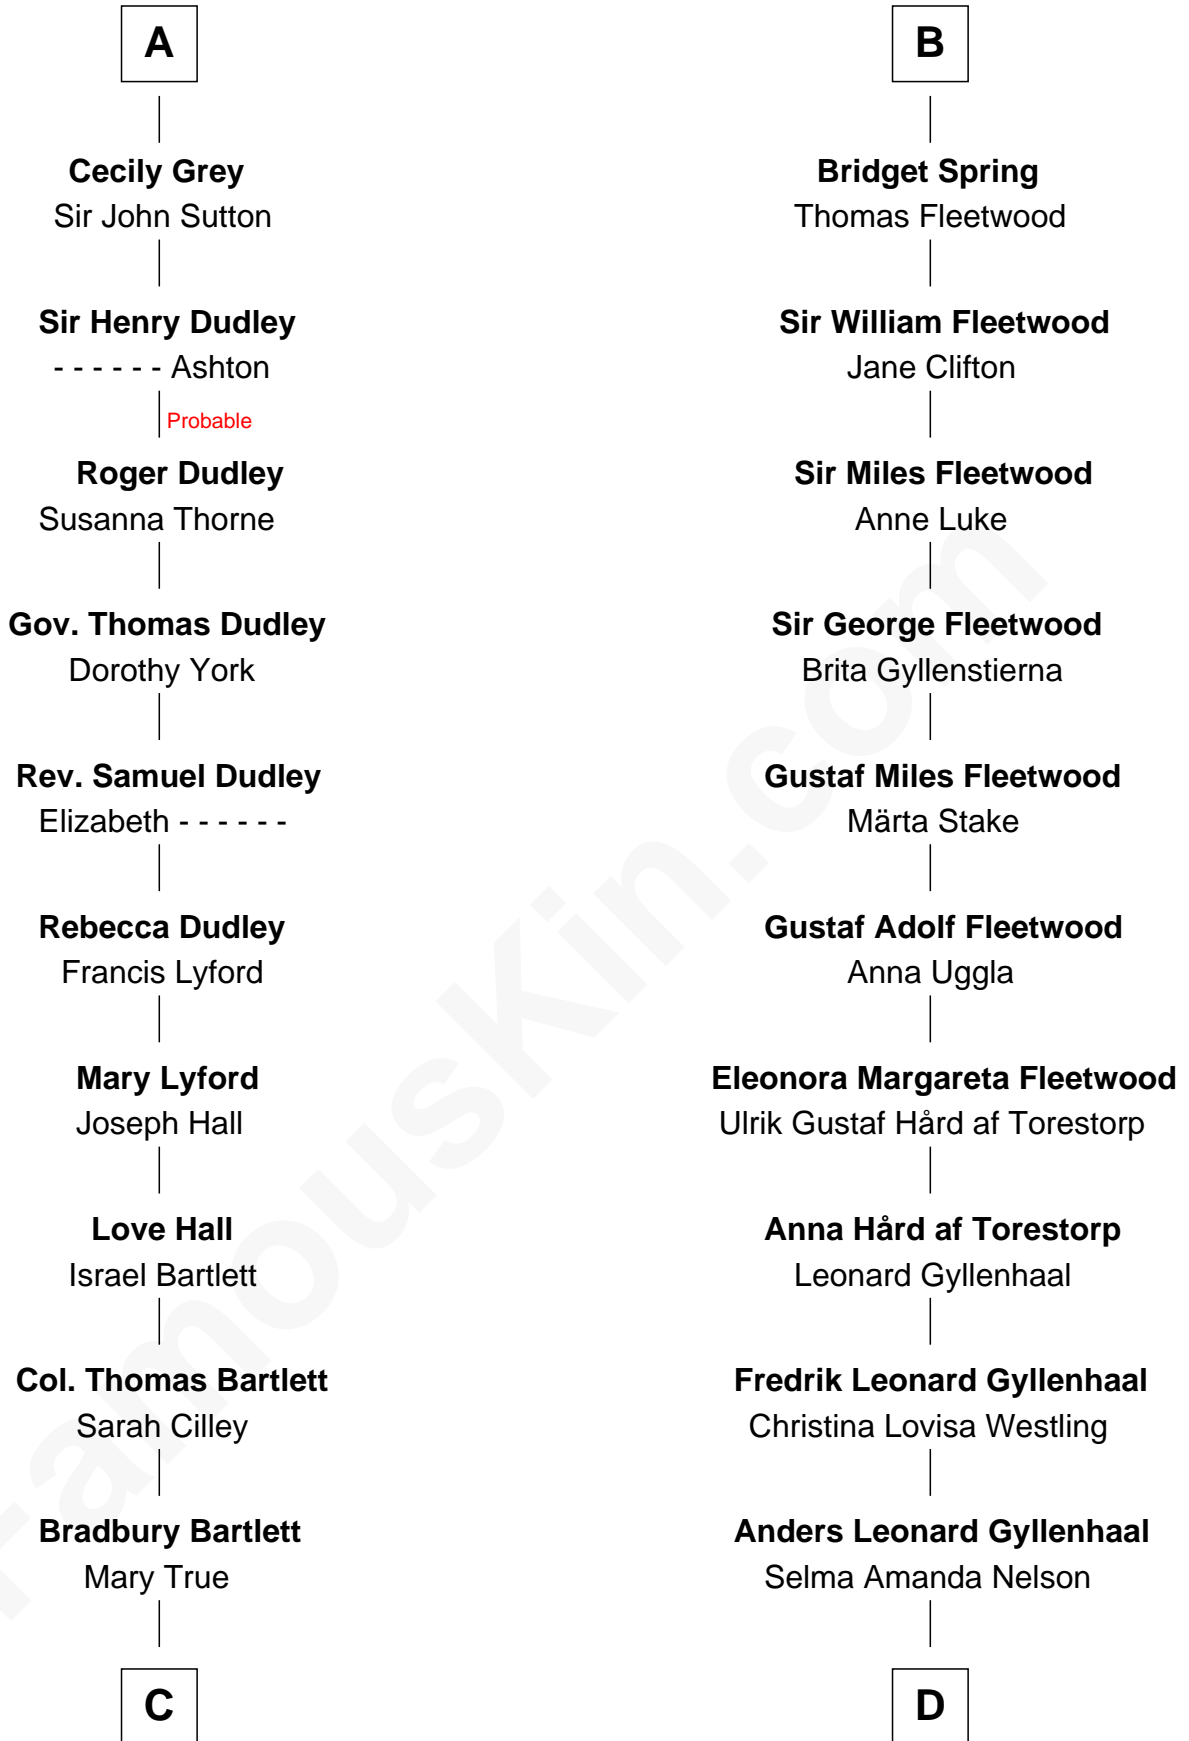 A
Cecily Grey
Sir John Sutton
Sir Henry Dudley
- - - - - - Ashton
Probable
Roger Dudley
Susanna Thorne
Gov. Thomas Dudley
Dorothy York
Rev. Samuel Dudley
Elizabeth - - - - - -
Rebecca Dudley
Francis Lyford
Mary Lyford
Joseph Hall
Love Hall
Israel Bartlett
Col. Thomas Bartlett
Sarah Cilley
Bradbury Bartlett
Mary True
C
B
Bridget Spring
Thomas Fleetwood
Sir William Fleetwood
Jane Clifton
Sir Miles Fleetwood
Anne Luke
Sir George Fleetwood
Brita Gyllenstierna
Gustaf Miles Fleetwood
Märta Stake
Gustaf Adolf Fleetwood
Anna Uggla
Eleonora Margareta Fleetwood
Ulrik Gustaf Hård af Torestorp
Anna Hård af Torestorp
Leonard Gyllenhaal
Fredrik Leonard Gyllenhaal
Christina Lovisa Westling
Anders Leonard Gyllenhaal
Selma Amanda Nelson
D
FamousKin.com